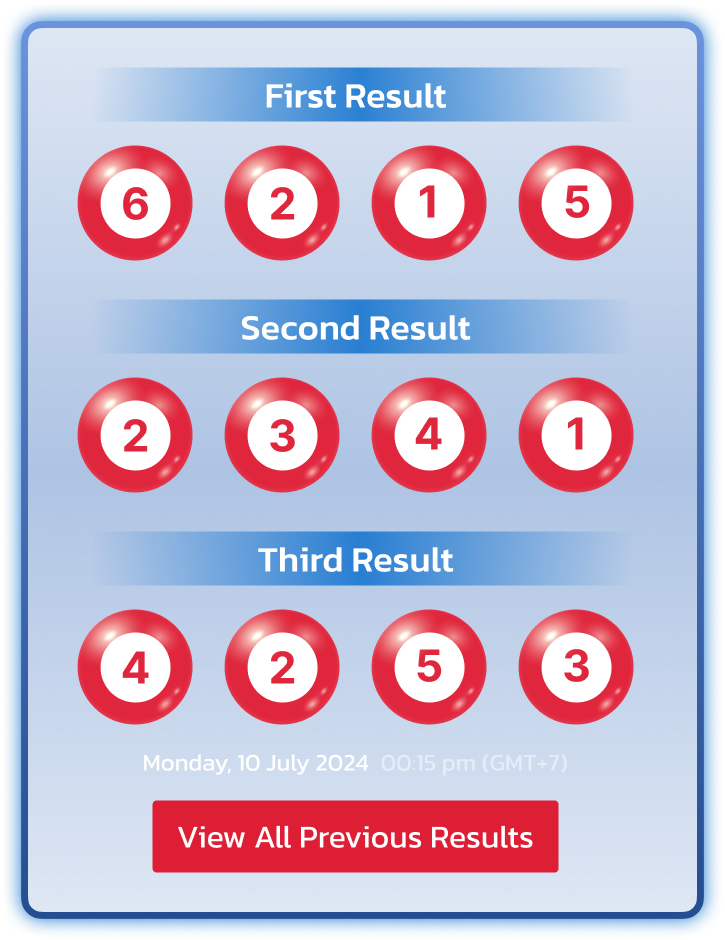 First Result
6 2 1 5
Second Result
2 3 4 1
Third Result
4 2 5 3
Monday, 10 July 2024 00:15 pm (GMT+7)
View All Previous Results